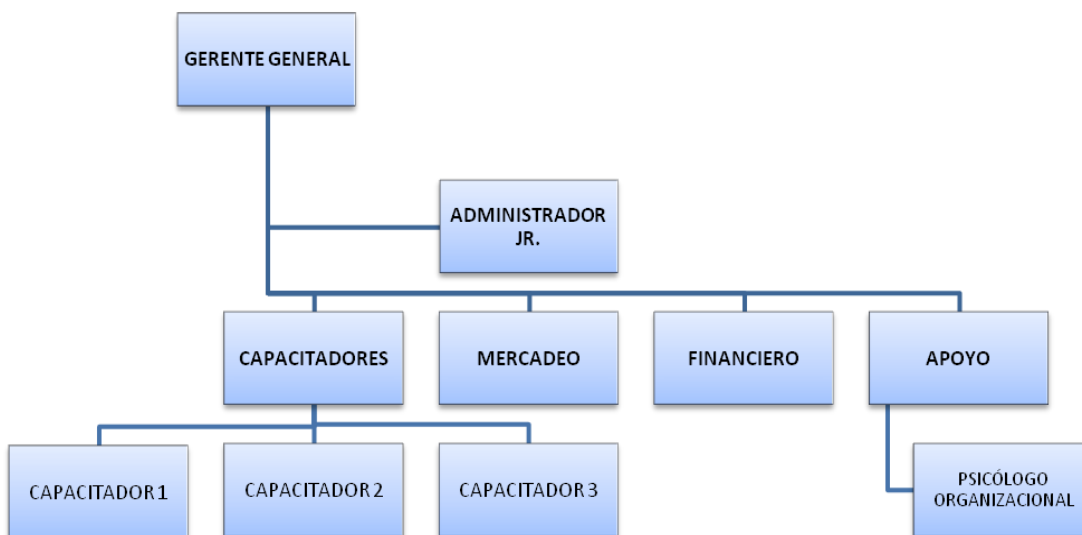 GERENTE GENERAL
ADMINISTRADOR
JR.
CAPACITADORES
MERCADEO
FINANCIERO
APOYO
CAPACITADOR 1
CAPACITADOR 2
CAPACITADOR 3
PSICÓLOGO
ORGANIZACIONAL